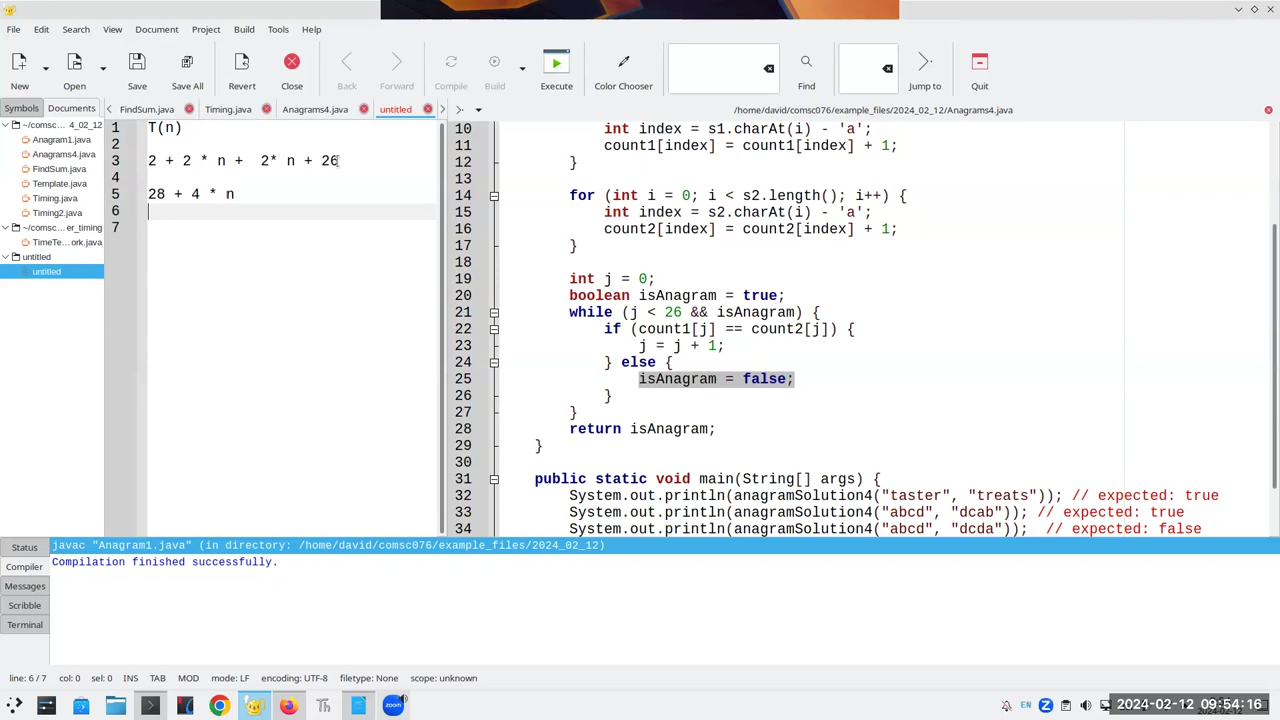 File Edit Search View Document Project Build Tools Help
New Open Save Save All Revert Close Back Forward Compile Build Execute Color Chooser Find Jump to Quit
Symbols Documents
FindSum.java Timing.java Anagrams4.java untitled
/home/david/comsc076/example_files/2024_02_12/Anagrams4.java
~/comsc… 4_02_12
Anagram1.java
Anagrams4.java
FindSum.java
Template.java
Timing.java
Timing2.java
~/comsc…er_timing
TimeTe…ork.java
untitled
untitled
1 T(n)
2
3 2 + 2 * n +  2* n + 26
4
5 28 + 4 * n
6
7
10 int index = s1.charAt(i) - 'a';
11 count1[index] = count1[index] + 1;
12 }
13
14 for (int i = 0; i < s2.length(); i++) {
15 int index = s2.charAt(i) - 'a';
16 count2[index] = count2[index] + 1;
17 }
18
19 int j = 0;
20 boolean isAnagram = true;
21 while (j < 26 && isAnagram) {
22 if (count1[j] == count2[j]) {
23 j = j + 1;
24 } else {
25 isAnagram = false;
26 }
27 }
28 return isAnagram;
29 }
30
31 public static void main(String[] args) {
32 System.out.println(anagramSolution4("taster", "treats")); // expected: true
33 System.out.println(anagramSolution4("abcd", "dcab")); // expected: true
34 System.out.println(anagramSolution4("abcd", "dcda"));  // expected: false
Status
Compiler
Messages
Scribble
Terminal
javac "Anagram1.java" (in directory: /home/david/comsc076/example_files/2024_02_12)
Compilation finished successfully.
line: 6 / 7 col: 0 sel: 0 INS TAB MOD mode: LF encoding: UTF-8 filetype: None scope: unknown
Th zoom EN 2024-02-12 09:54:16